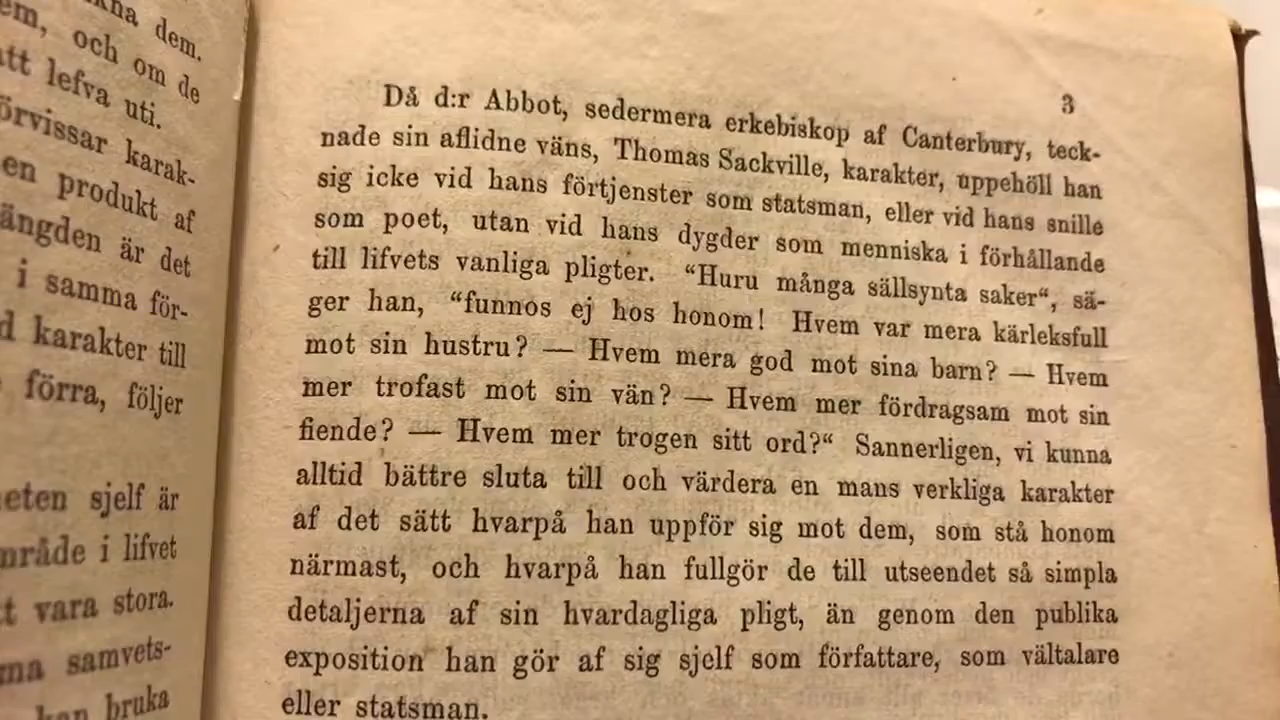 dem.
och om de
att lefva uti.
örvissar karak-
en produkt af
ängden är det
i samma för-
d karakter till
förra, följer
eten sjelf är
mråde i lifvet
t vara stora.
ma samvets-
kan bruka
3
Då d:r Abbot, sedermera erkebiskop af Canterbury, teck-
nade sin aflidne väns, Thomas Sackville, karakter, uppehöll han
sig icke vid hans förtjenster som statsman, eller vid hans snille
som poet, utan vid hans dygder som menniska i förhållande
till lifvets vanliga pligter. “Huru många sällsynta saker“, sä-
ger han, “funnos ej hos honom! Hvem var mera kärleksfull
mot sin hustru? — Hvem mera god mot sina barn? — Hvem
mer trofast mot sin vän? — Hvem mer fördragsam mot sin
fiende? — Hvem mer trogen sitt ord?“ Sannerligen, vi kunna
alltid bättre sluta till och värdera en mans verkliga karakter
af det sätt hvarpå han uppför sig mot dem, som stå honom
närmast, och hvarpå han fullgör de till utseendet så simpla
detaljerna af sin hvardagliga pligt, än genom den publika
exposition han gör af sig sjelf som författare, som vältalare
eller statsman.